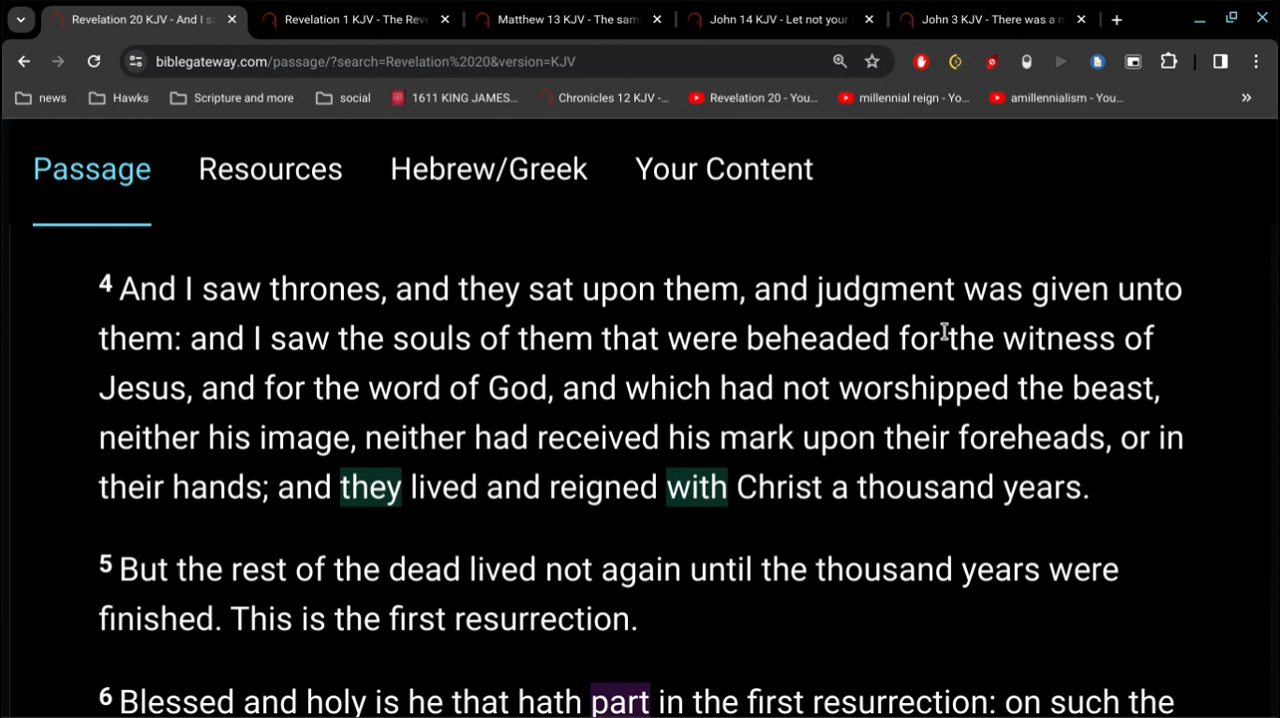 Revelation 20 KJV - And I sa
Revelation 1 KJV - The Reve
Matthew 13 KJV - The sam
John 14 KJV - Let not your
John 3 KJV - There was a n
biblegateway.com/passage/?search=Revelation%2020&version=KJV
news
Hawks
Scripture and more
social
1611 KING JAMES...
Chronicles 12 KJV -...
Revelation 20 - You...
millennial reign - Yo...
amillennialism - You...
Passage
Resources
Hebrew/Greek
Your Content
4 And I saw thrones, and they sat upon them, and judgment was given unto
them: and I saw the souls of them that were beheaded for the witness of
Jesus, and for the word of God, and which had not worshipped the beast,
neither his image, neither had received his mark upon their foreheads, or in
their hands; and they lived and reigned with Christ a thousand years.
5 But the rest of the dead lived not again until the thousand years were
finished. This is the first resurrection.
6 Blessed and holy is he that hath part in the first resurrection: on such the